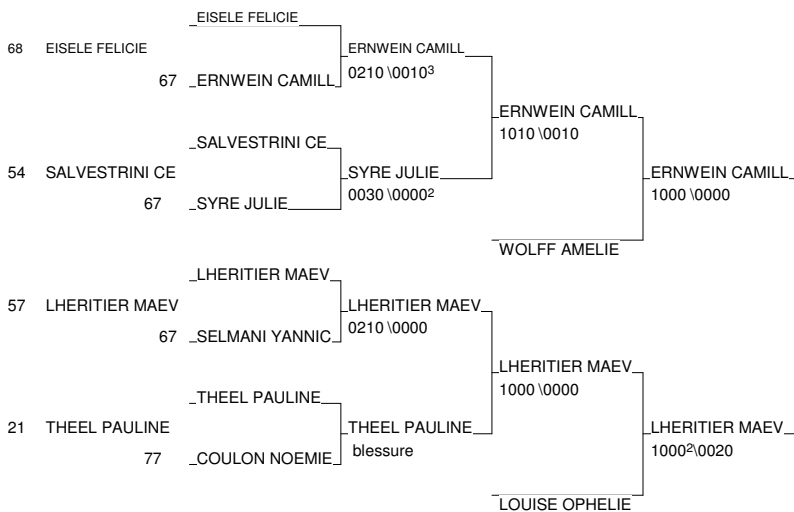 EISELE FELICIE
68 EISELE FELICIE ERNWEIN CAMILL
0210 \0010³
67 ERNWEIN CAMILL
ERNWEIN CAMILL
1010 \0010
SALVESTRINI CE
54 SALVESTRINI CE SYRE JULIE ERNWEIN CAMILL
0030 \0000² 1000 \0000
67 SYRE JULIE
WOLFF AMELIE
LHERITIER MAEV
57 LHERITIER MAEV LHERITIER MAEV
0210 \0000
67 SELMANI YANNIC
LHERITIER MAEV
1000 \0000
THEEL PAULINE
21 THEEL PAULINE THEEL PAULINE LHERITIER MAEV
blessure 1000²\0020
77 COULON NOEMIE
LOUISE OPHELIE